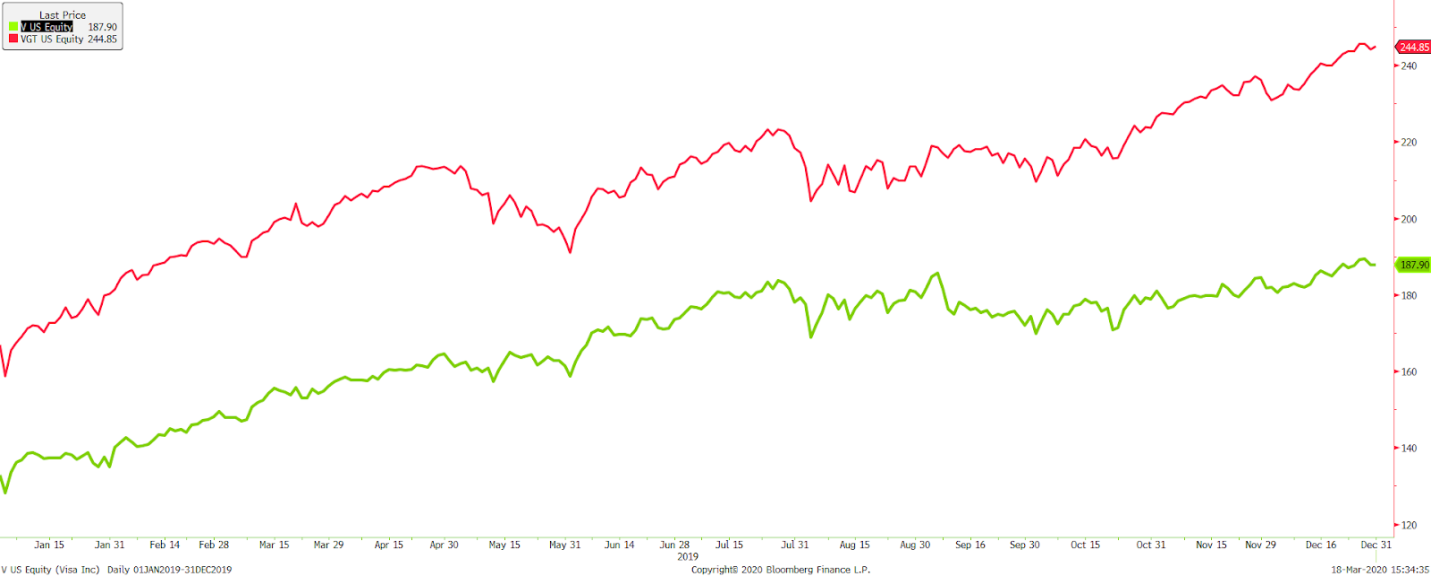 Last Price
V US Equity 187.90
VGT US Equity 244.85
244.85
240
220
200
187.90
180
160
140
120
Jan 15 Jan 31 Feb 14 Feb 28 Mar 15 Mar 29 Apr 15 Apr 30 May 15 May 31 Jun 14 Jun 28 Jul 15 Jul 31 Aug 15 Aug 30 Sep 16 Sep 30 Oct 15 Oct 31 Nov 15 Nov 29 Dec 16 Dec 31
2019
V US Equity (Visa Inc) Daily 01JAN2019-31DEC2019 Copyright© 2020 Bloomberg Finance L.P. 18-Mar-2020 15:34:35